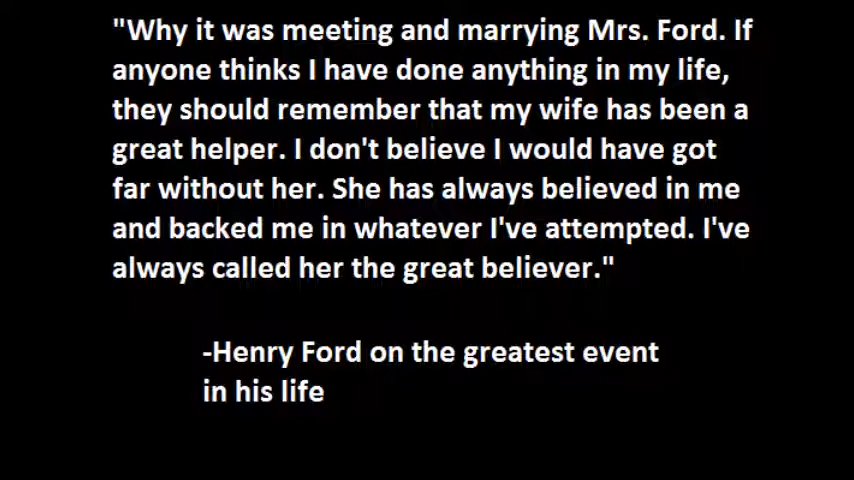 "Why it was meeting and marrying Mrs. Ford. If
anyone thinks I have done anything in my life,
they should remember that my wife has been a
great helper. I don't believe I would have got
far without her. She has always believed in me
and backed me in whatever I've attempted. I've
always called her the great believer."
-Henry Ford on the greatest event
in his life